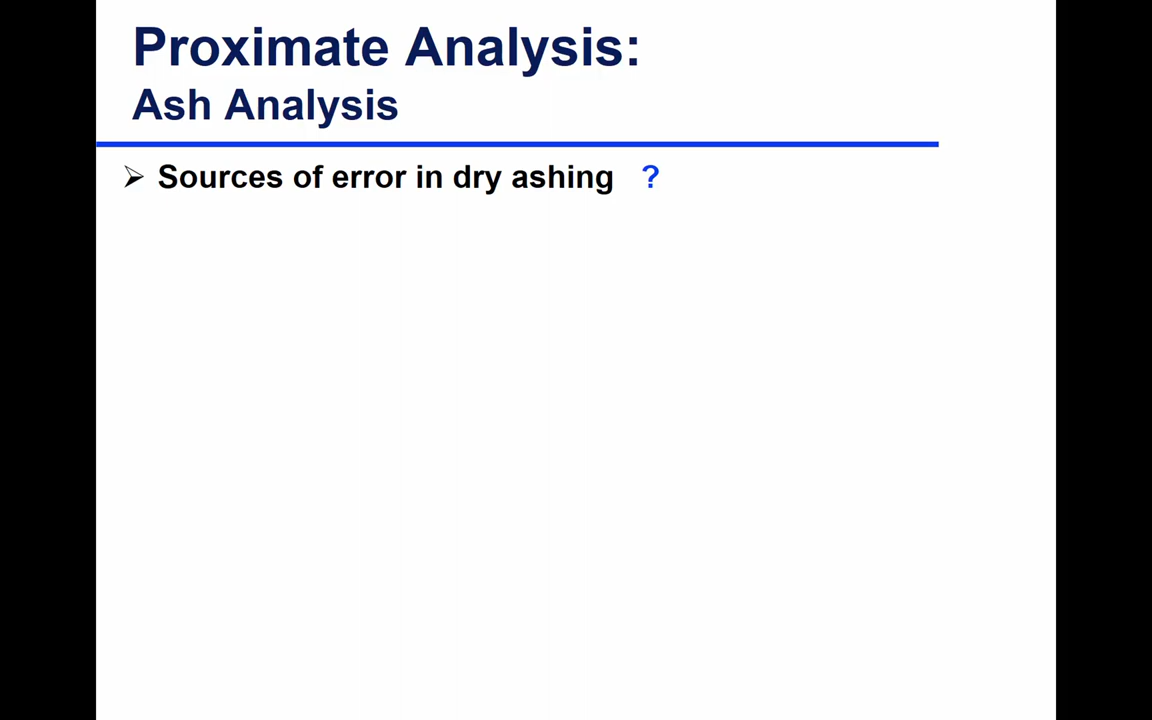 Proximate Analysis:
Ash Analysis
➢ Sources of error in dry ashing ?